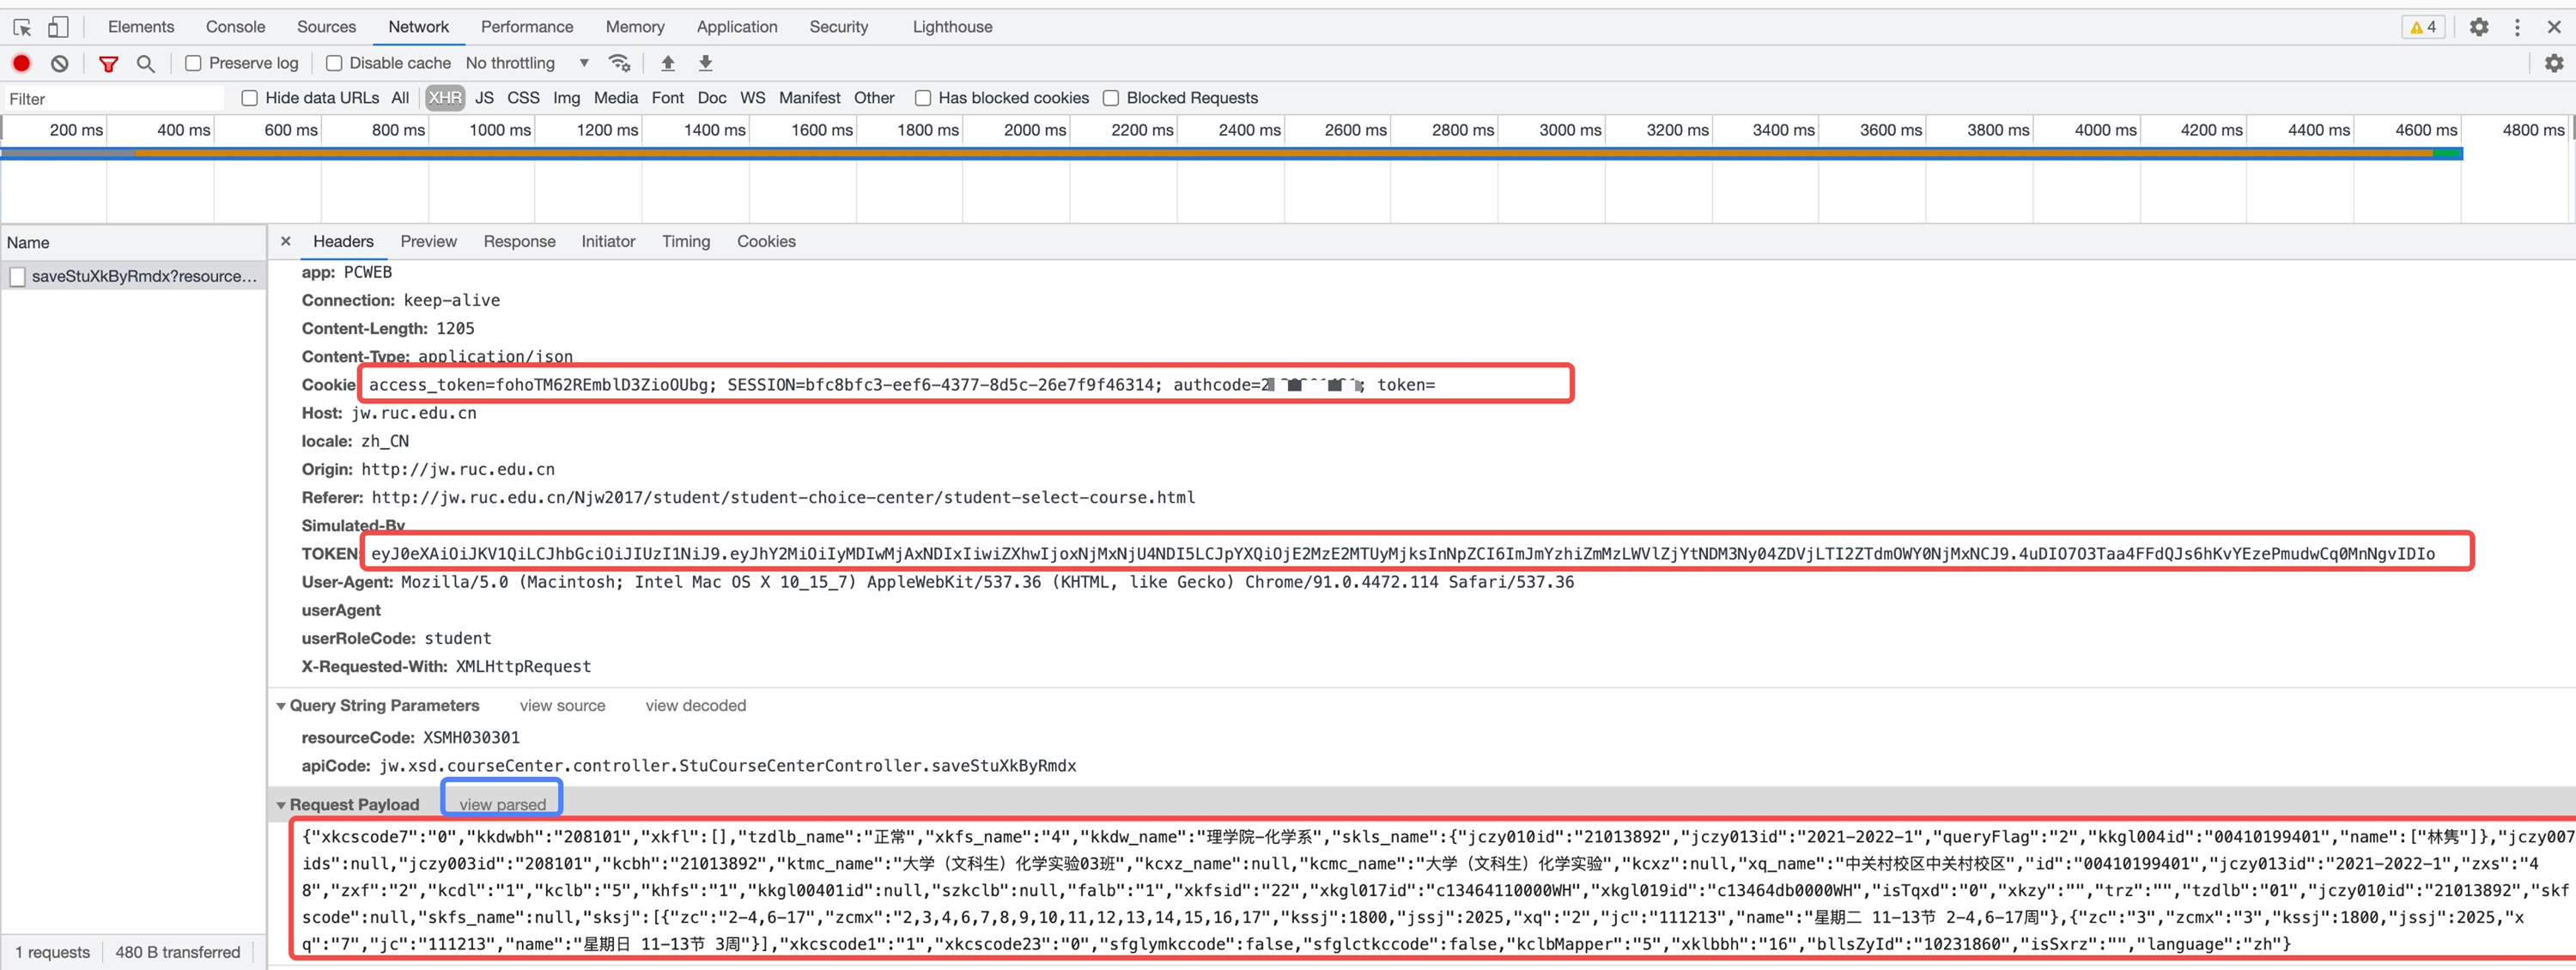 Elements Console Sources Network Performance Memory Application Security Lighthouse 4
Preserve log Disable cache No throttling
Filter Hide data URLs All XHR JS CSS Img Media Font Doc WS Manifest Other Has blocked cookies Blocked Requests
200 ms 400 ms 600 ms 800 ms 1000 ms 1200 ms 1400 ms 1600 ms 1800 ms 2000 ms 2200 ms 2400 ms 2600 ms 2800 ms 3000 ms 3200 ms 3400 ms 3600 ms 3800 ms 4000 ms 4200 ms 4400 ms 4600 ms 4800 ms
Name
saveStuXkByRmdx?resource…
Headers Preview Response Initiator Timing Cookies
app: PCWEB
Connection: keep-alive
Content-Length: 1205
Content-Type: application/json
Cookie access_token=fohoTM62REmblD3ZioOUbg; SESSION=bfc8bfc3-eef6-4377-8d5c-26e7f9f46314; authcode=2 ; token=
Host: jw.ruc.edu.cn
locale: zh_CN
Origin: http://jw.ruc.edu.cn
Referer: http://jw.ruc.edu.cn/Njw2017/student/student-choice-center/student-select-course.html
Simulated-By
TOKEN: eyJ0eXAiOiJKV1QiLCJhbGciOiJIUzI1NiJ9.eyJhY2MiOiIyMDIwMjAxNDIxIiwiZXhwIjoxNjMxNjU4NDI5LCJpYXQiOjE2MzE2MTUyMjksInNpZCI6ImJmYzhiZmMzLWVlZjYtNDM3Ny04ZDVjLTI2ZTdmOWY0NjMxNCJ9.4uDIO7O3Taa4FFdQJs6hKvYEzePmudwCq0MnNgvIDIo
User-Agent: Mozilla/5.0 (Macintosh; Intel Mac OS X 10_15_7) AppleWebKit/537.36 (KHTML, like Gecko) Chrome/91.0.4472.114 Safari/537.36
userAgent
userRoleCode: student
X-Requested-With: XMLHttpRequest
Query String Parameters view source view decoded
resourceCode: XSMH030301
apiCode: jw.xsd.courseCenter.controller.StuCourseCenterController.saveStuXkByRmdx
Request Payload view parsed
{"xkcscode7":"0","kkdwbh":"208101","xkfl":[],"tzdlb_name":"正常","xkfs_name":"4","kkdw_name":"理学院-化学系","skls_name":{"jczy010id":"21013892","jczy013id":"2021-2022-1","queryFlag":"2","kkgl004id":"00410199401","name":["林隽"]},"jczy007
ids":null,"jczy003id":"208101","kcbh":"21013892","ktmc_name":"大学（文科生）化学实验03班","kcxz_name":null,"kcmc_name":"大学（文科生）化学实验","kcxz":null,"xq_name":"中关村校区中关村校区","id":"00410199401","jczy013id":"2021-2022-1","zxs":"4
8","zxf":"2","kcdl":"1","kclb":"5","khfs":"1","kkgl00401id":null,"szkclb":null,"falb":"1","xkfsid":"22","xkgl017id":"c13464110000WH","xkgl019id":"c13464db0000WH","isTqxd":"0","xkzy":"","trz":"","tzdlb":"01","jczy010id":"21013892","skf
scode":null,"skfs_name":null,"sksj":[{"zc":"2-4,6-17","zcmx":"2,3,4,6,7,8,9,10,11,12,13,14,15,16,17","kssj":1800,"jssj":2025,"xq":"2","jc":"111213","name":"星期二 11-13节 2-4,6-17周"},{"zc":"3","zcmx":"3","kssj":1800,"jssj":2025,"x
q":"7","jc":"111213","name":"星期日 11-13节 3周"}],"xkcscode1":"1","xkcscode23":"0","sfglymkccode":false,"sfglctkccode":false,"kclbMapper":"5","xklbbh":"16","bllsZyId":"10231860","isSxrz":"","language":"zh"}
1 requests 480 B transferred